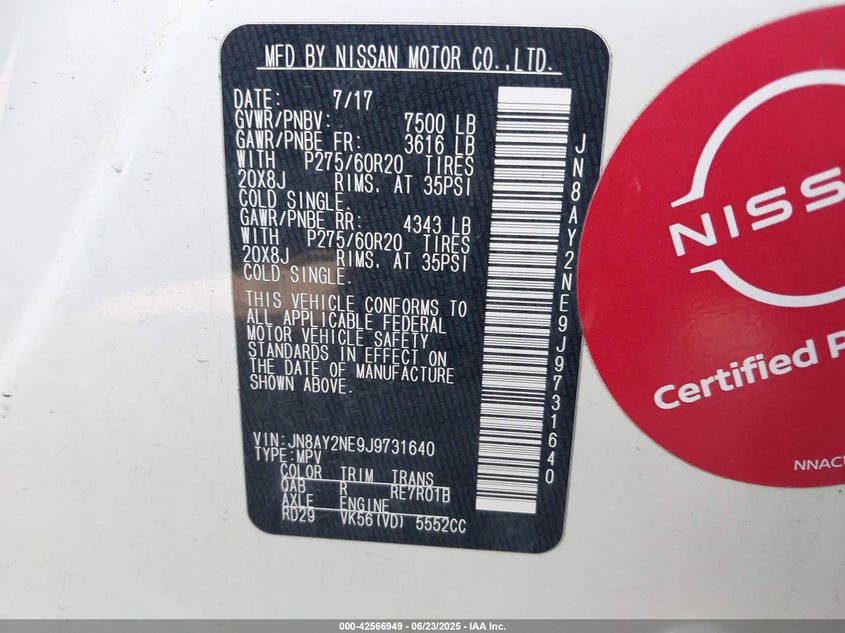 MFD BY NISSAN MOTOR CO.,LTD.
DATE: 7/17
GVWR/PNBV: 7500 LB
GAWR/PNBE FR: 3616 LB
WITH P275/60R20 TIRES
20X8J RIMS. AT 35PSI
COLD SINGLE.
GAWR/PNBE RR: 4343 LB
WITH P275/60R20 TIRES
20X8J RIMS. AT 35PSI
COLD SINGLE.
THIS VEHICLE CONFORMS TO
ALL APPLICABLE FEDERAL
MOTOR VEHICLE SAFETY
STANDARDS IN EFFECT ON
THE DATE OF MANUFACTURE
SHOWN ABOVE.
VIN:JN8AY2NE9J9731640
TYPE:MPV
COLOR TRIM TRANS
QAB R RE7R01B
AXLE ENGINE
RD29 VK56(VD) 5552CC
JN8AY2NE9J9731640
NISS
Certified P
NNAC
000-42566949 - 06/23/2025 - IAA Inc.